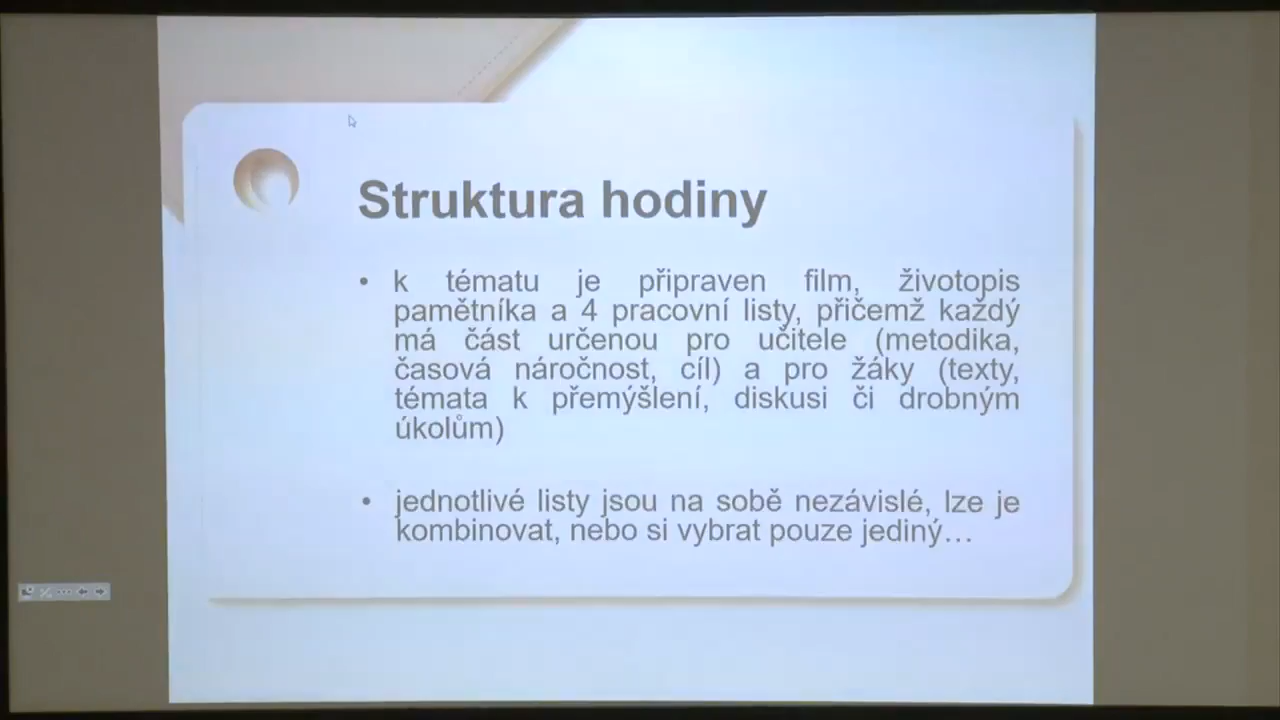 Struktura hodiny
• k tématu je připraven film, životopis
pamětníka a 4 pracovní listy, přičemž každý
má část určenou pro učitele (metodika,
časová náročnost, cíl) a pro žáky (texty,
témata k přemýšlení, diskusi či drobným
úkolům)
• jednotlivé listy jsou na sobě nezávislé, lze je
kombinovat, nebo si vybrat pouze jediný…